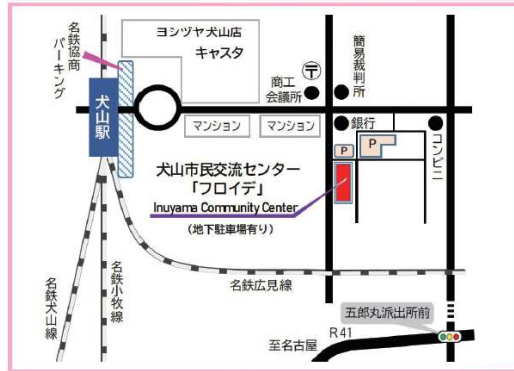 名鉄協商
パーキング
ヨシヅヤ犬山店
キャスタ
〒
商工
会議所
簡易裁判所
犬山駅
マンション
マンション
銀行
コンビニ
P
P
犬山市民交流センター
「フロイデ」
Inuyama Community Center
(地下駐車場有り)
名鉄犬山線
名鉄小牧線
名鉄広見線
五郎丸派出所前
R41
至名古屋